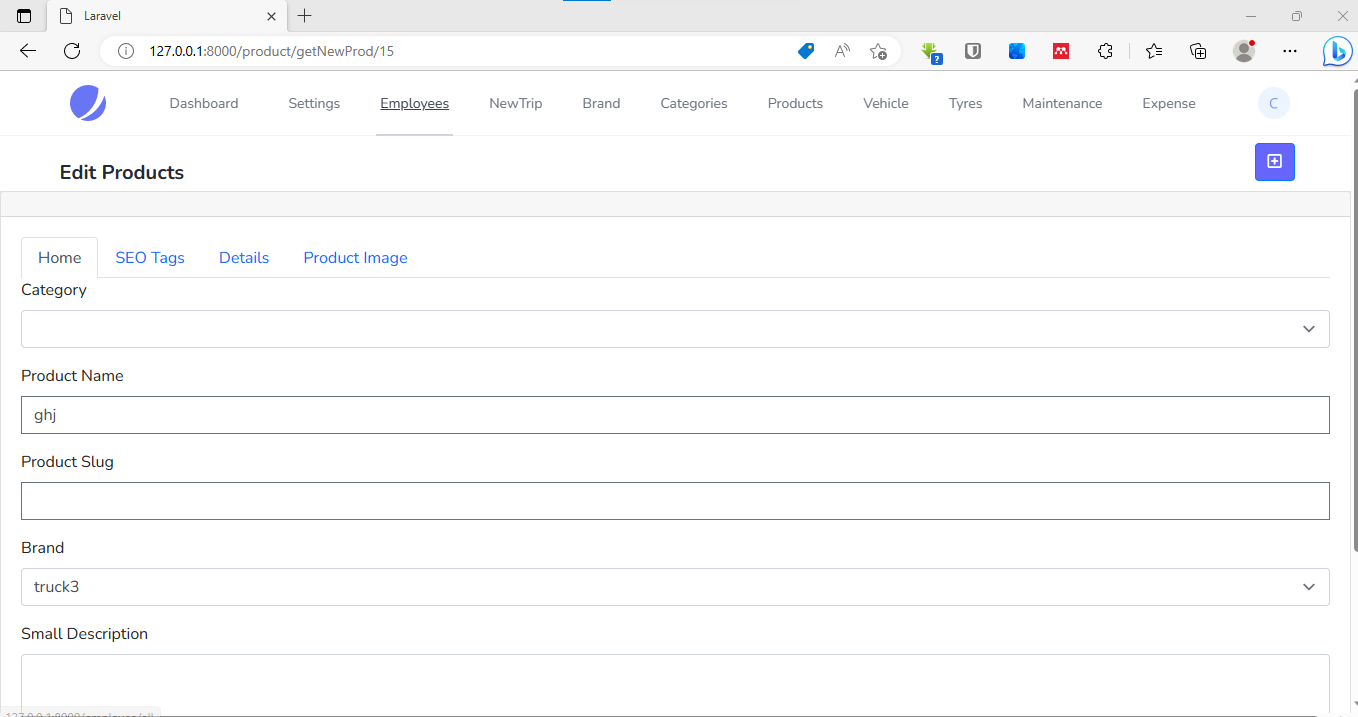 Laravel
127.0.0.1:8000/product/getNewProd/15
Dashboard Settings Employees NewTrip Brand Categories Products Vehicle Tyres Maintenance Expense C
Edit Products
Home SEO Tags Details Product Image
Category
Product Name
ghj
Product Slug
Brand
truck3
Small Description